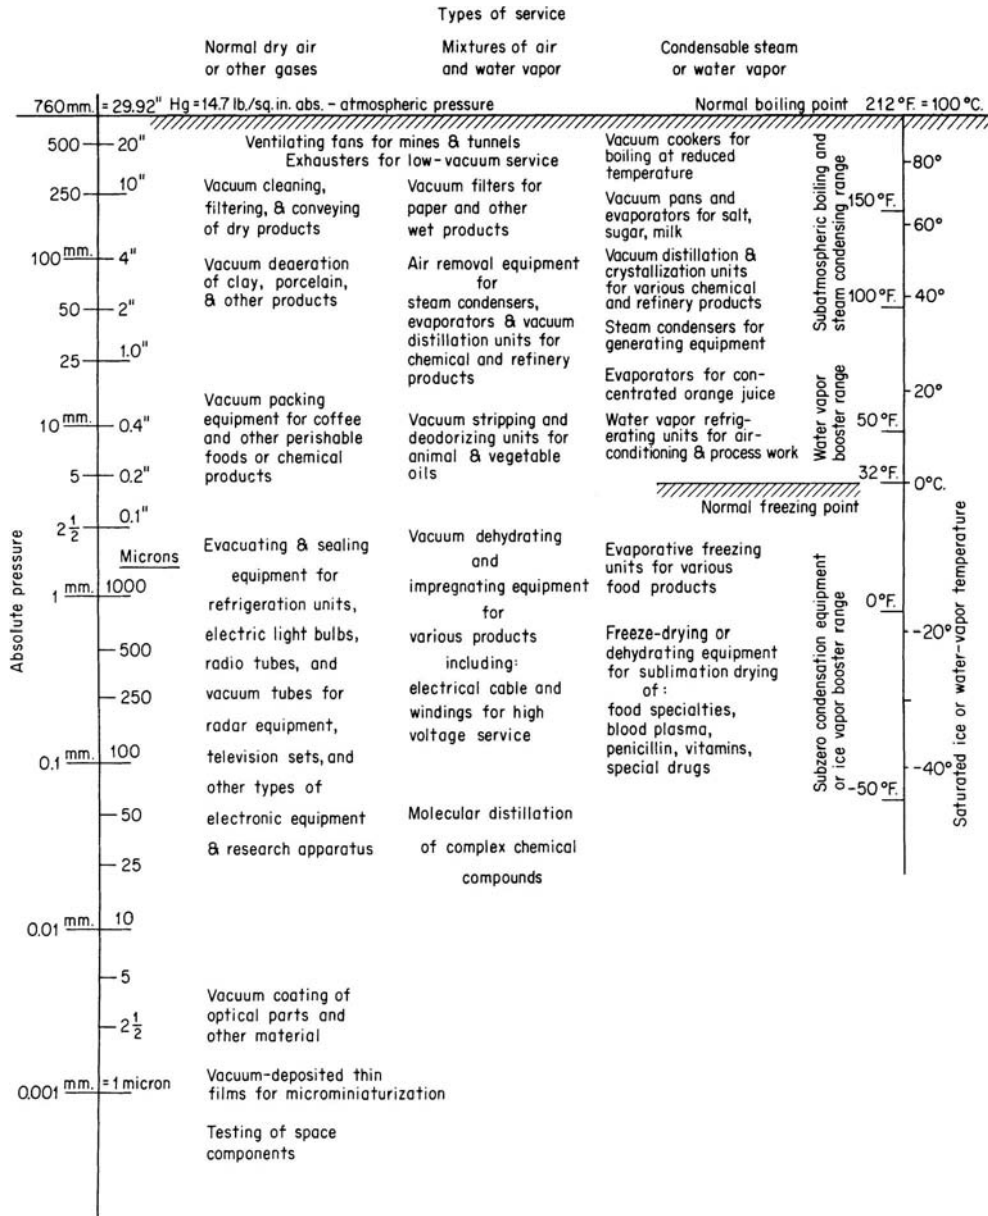 Types of service
Normal dry air
or other gases
Mixtures of air
and water vapor
Condensable steam
or water vapor
760 mm. = 29.92" Hg = 14.7 lb./sq. in. abs. - atmospheric pressure
Normal boiling point 212 °F. = 100 °C.
Absolute pressure
500 20"
250 10"
100 mm. 4"
50 2"
25 1.0"
10 mm. 0.4"
5 0.2"
2 1/2 0.1"
Microns
1 mm. 1000
500
250
0.1 mm. 100
50
25
0.01 mm. 10
5
2 1/2
0.001 mm. = 1 micron
Ventilating fans for mines & tunnels
Exhausters for low-vacuum service
Vacuum cleaning,
filtering, & conveying
of dry products
Vacuum deaeration
of clay, porcelain,
& other products
Vacuum packing
equipment for coffee
and other perishable
foods or chemical
products
Evacuating & sealing
equipment for
refrigeration units,
electric light bulbs,
radio tubes, and
vacuum tubes for
radar equipment,
television sets, and
other types of
electronic equipment
& research apparatus
Vacuum coating of
optical parts and
other material
Vacuum-deposited thin
films for microminiaturization
Testing of space
components
Vacuum filters for
paper and other
wet products
Air removal equipment
for
steam condensers,
evaporators & vacuum
distillation units for
chemical and refinery
products
Vacuum stripping and
deodorizing units for
animal & vegetable
oils
Vacuum dehydrating
and
impregnating equipment
for
various products
including:
electrical cable and
windings for high
voltage service
Molecular distillation
of complex chemical
compounds
Vacuum cookers for
boiling at reduced
temperature
Vacuum pans and
evaporators for salt,
sugar, milk
Vacuum distillation &
crystallization units
for various chemical
and refinery products
Steam condensers for
generating equipment
Evaporators for con-
centrated orange juice
Water vapor refrig-
erating units for air-
conditioning & process work
Normal freezing point
Evaporative freezing
units for various
food products
Freeze-drying or
dehydrating equipment
for sublimation drying
of:
food specialties,
blood plasma,
penicillin, vitamins,
special drugs
Subatmospheric boiling and
steam condensing range
Water vapor
booster range
Subzero condensation equipment
or ice vapor booster range
150 °F.
100 °F.
50 °F.
32 °F.
0 °F.
-50 °F.
80°
60°
40°
20°
0 °C.
-20°
-40°
Saturated ice or water-vapor temperature